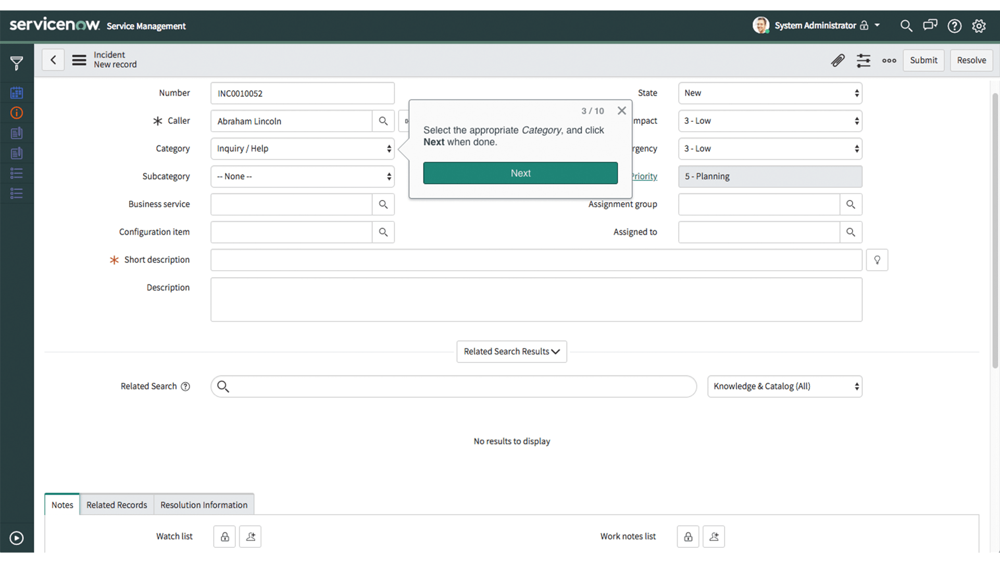 servicenow Service Management
System Administrator
Incident
New record
Submit
Resolve
Number
INC0010052
State
New
Caller
Abraham Lincoln
mpact
3 - Low
3 / 10
Select the appropriate Category, and click
Next when done.
Next
Category
Inquiry / Help
rgency
3 - Low
Subcategory
-- None --
Priority
5 - Planning
Business service
Assignment group
Configuration item
Assigned to
Short description
Description
Related Search Results
Related Search
Knowledge & Catalog (All)
No results to display
Notes
Related Records
Resolution Information
Watch list
Work notes list